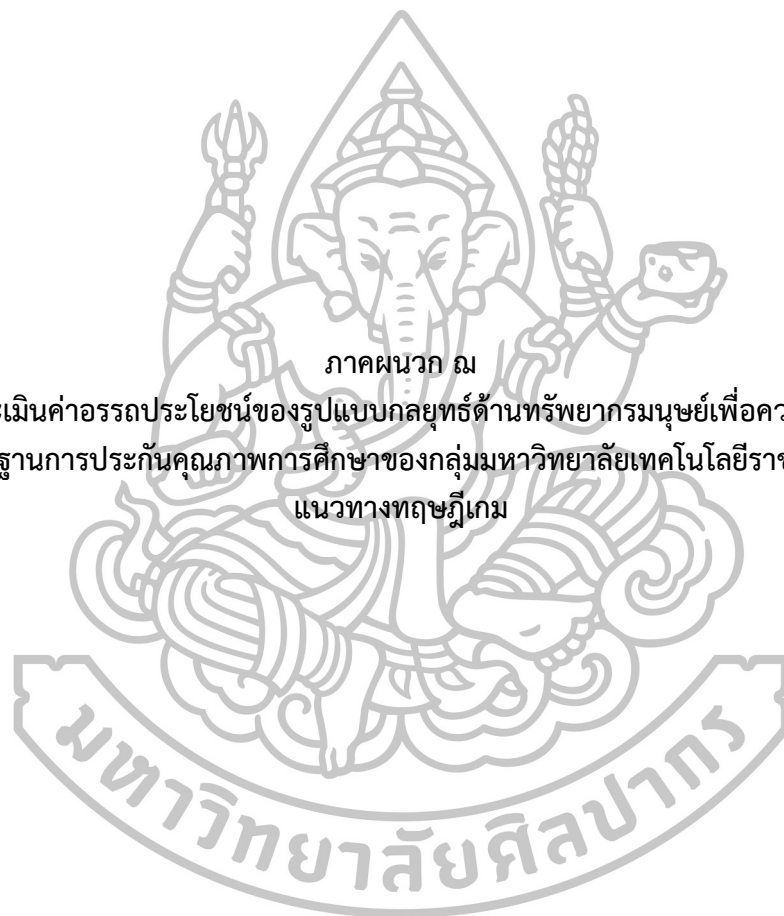 ภาคผนวก ฌ
ะเมินค่าอรรถประโยชน์ของรูปแบบกลยุทธ์ด้านทรัพยากรมนุษย์เพื่อคว
ฐานการประกันคุณภาพการศึกษาของกลุ่มมหาวิทยาลัยเทคโนโลยีราช
แนวทางทฤษฎีเกม
มหาวิทยาลัยศิลปากร